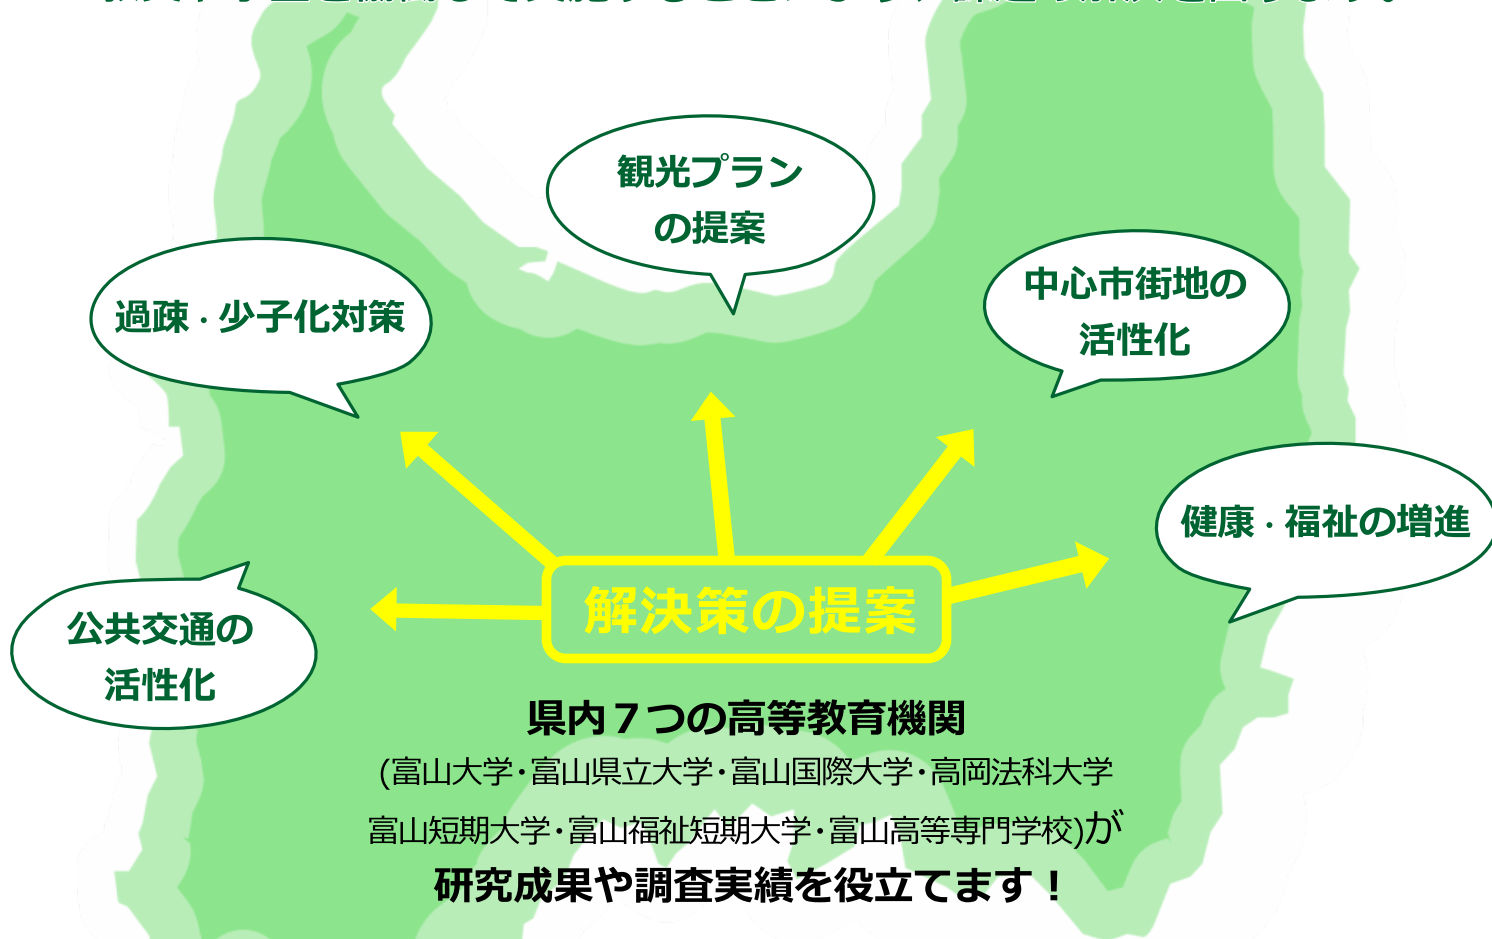 観光プラン
の提案
過疎・少子化対策
中心市街地の
活性化
健康・福祉の増進
公共交通の
活性化
解決策の提案
県内７つの高等教育機関
(富山大学・富山県立大学・富山国際大学・高岡法科大学
富山短期大学・富山福祉短期大学・富山高等専門学校)が
研究成果や調査実績を役立てます！